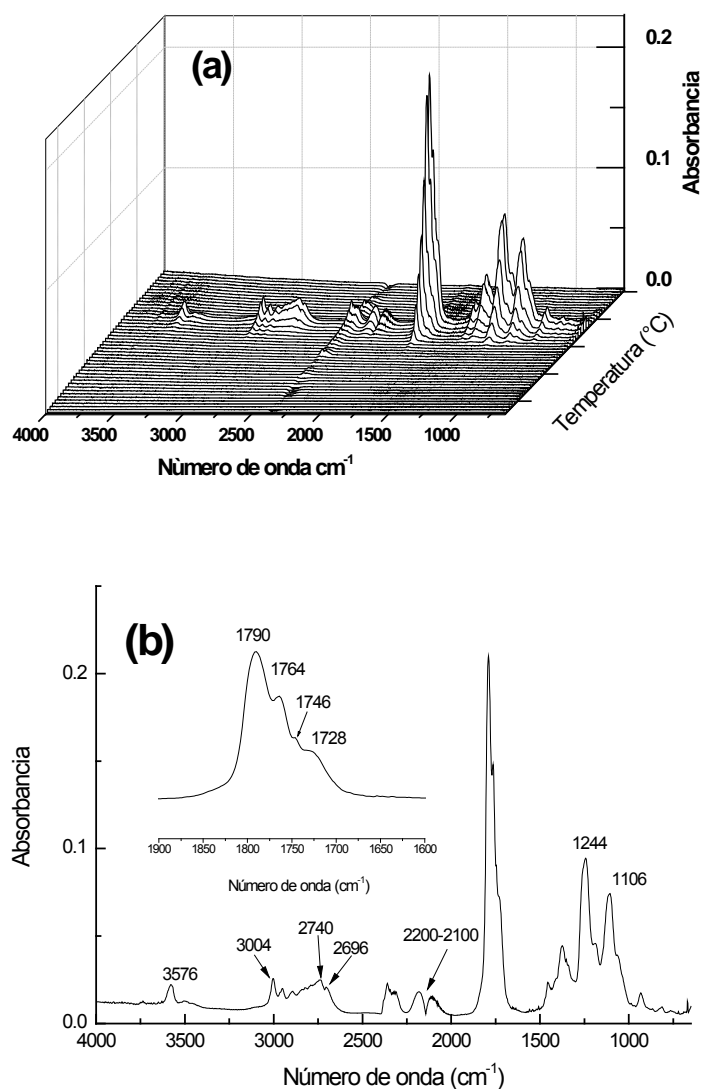 (a)
0.2
0.1
0.0
Absorbancia
Temperatura (°C)
4000 3500 3000 2500 2000 1500 1000
Nùmero de onda cm-1
(b)
0.2
0.1
0.0
Absorbancia
1790
1764
1746
1728
1900 1850 1800 1750 1700 1650 1600
Número de onda (cm-1)
3576
3004
2740
2696
2200-2100
1244
1106
4000 3500 3000 2500 2000 1500 1000
Número de onda (cm-1)